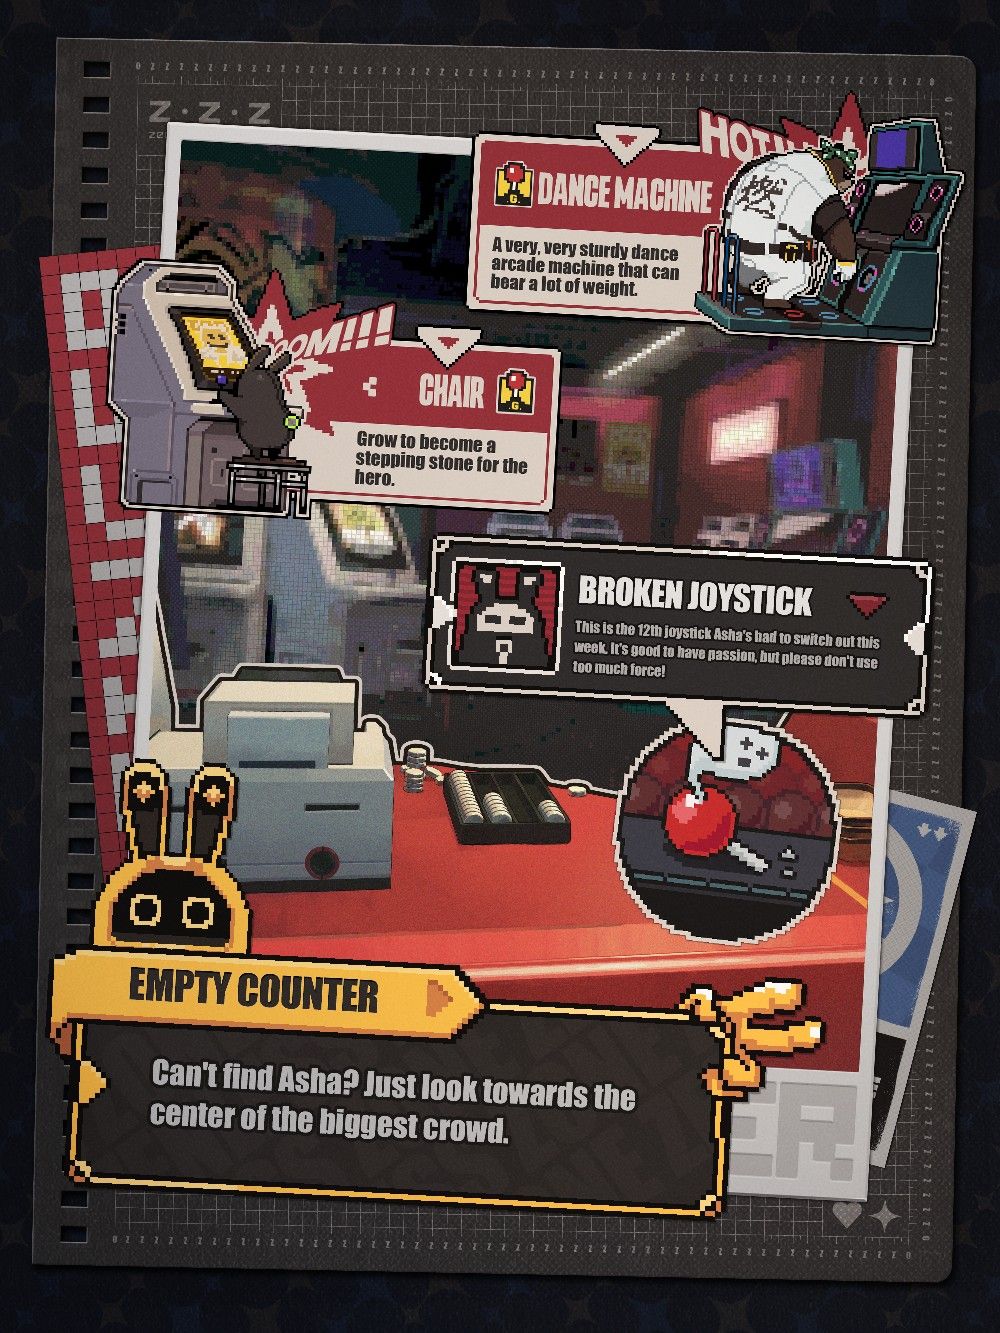 Z·Z·Z
HOT
DANCE MACHINE
A very, very sturdy dance
arcade machine that can
bear a lot of weight.
OOM!!!
CHAIR
Grow to become a
stepping stone for the
hero.
BROKEN JOYSTICK
This is the 12th joystick Asha's had to switch out this
week. It's good to have passion, but please don't use
too much force!
EMPTY COUNTER
Can't find Asha? Just look towards the
center of the biggest crowd.